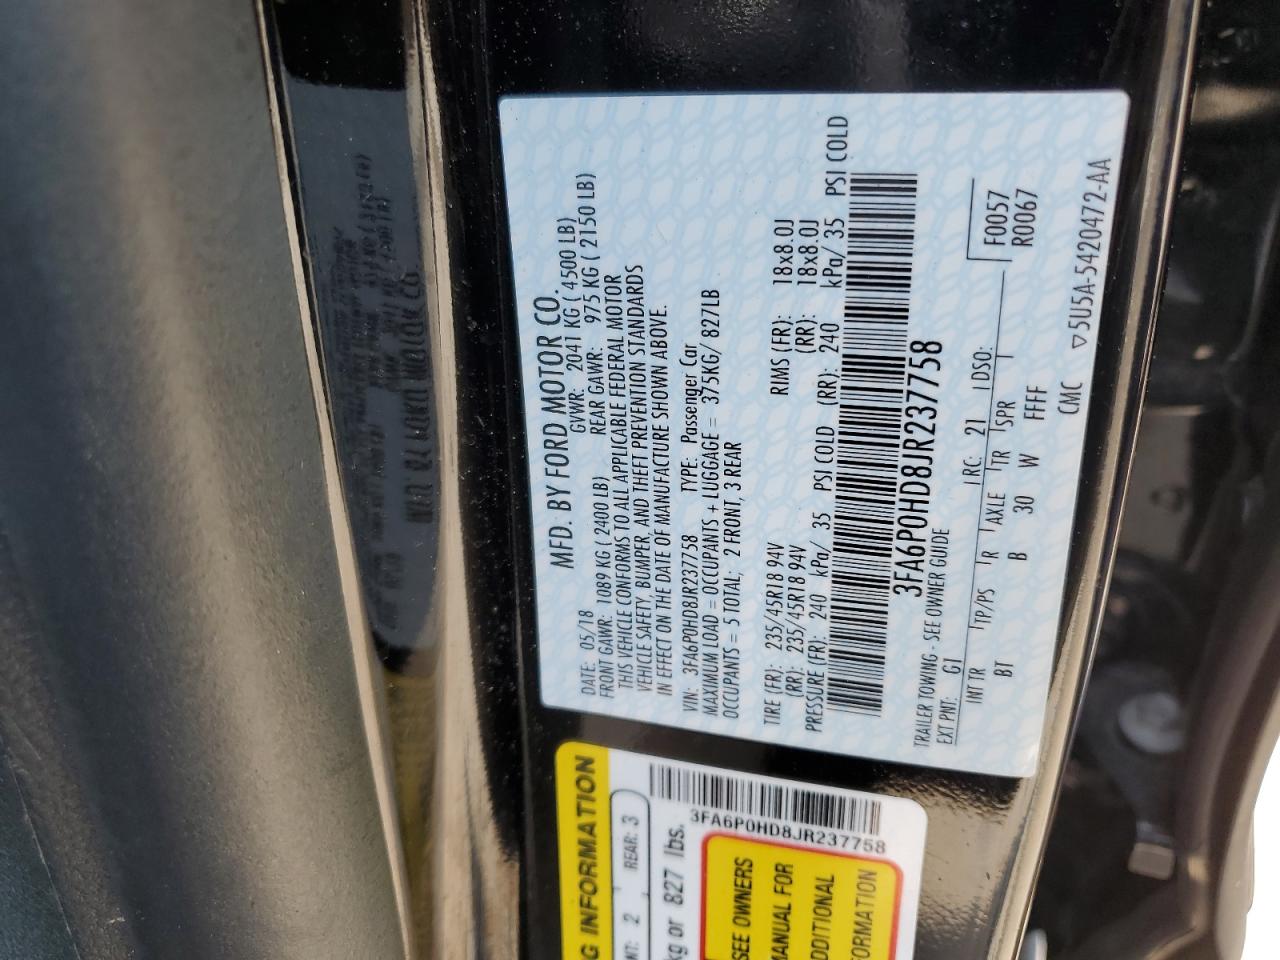 MFD. BY FORD MOTOR CO.
DATE: 05/18 GVWR: 2041 KG ( 4500 LB)
FRONT GAWR: 1089 KG ( 2400 LB) REAR GAWR: 975 KG ( 2150 LB)
THIS VEHICLE CONFORMS TO ALL APPLICABLE FEDERAL MOTOR
VEHICLE SAFETY, BUMPER, AND THEFT PREVENTION STANDARDS
IN EFFECT ON THE DATE OF MANUFACTURE SHOWN ABOVE.
VIN: 3FA6P0HD8JR237758 TYPE: Passenger Car
MAXIMUM LOAD = OCCUPANTS + LUGGAGE = 375KG/ 827LB
OCCUPANTS = 5 TOTAL; 2 FRONT, 3 REAR
TIRE (FR): 235/45R18 94V RIMS (FR): 18x8.0J
(RR): 235/45R18 94V (RR): 18x8.0J
PRESSURE (FR): 240 kPa/ 35 PSI COLD (RR): 240 kPa/ 35 PSI COLD
3FA6P0HD8JR237758
TRAILER TOWING - SEE OWNER GUIDE
EXT PNT: G1 RC: 21 DSO: F0057
R0067
INT TR TP/PS R AXLE TR SPR
BT B 30 W FFFF
CMC ▽5U5A-5420472-AA
G INFORMATION
NT: 2 REAR: 3
kg or 827 lbs.
3FA6P0HD8JR237758
SEE OWNERS
MANUAL FOR
ADDITIONAL
FORMATION